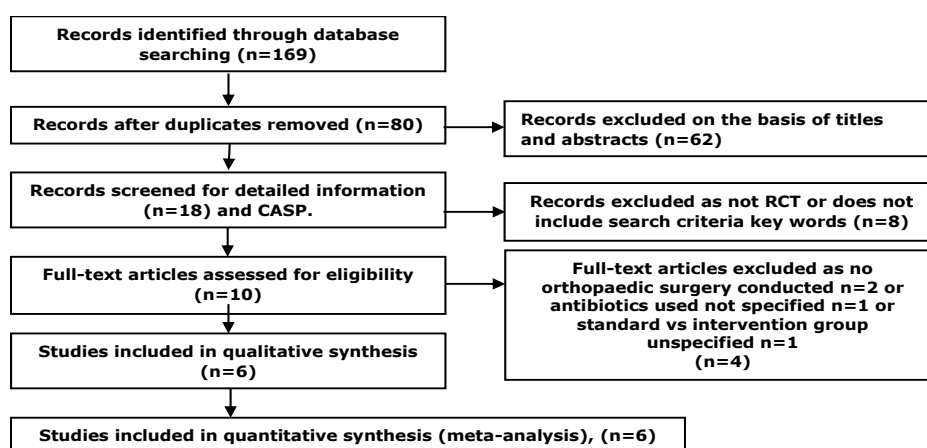 Records identified through database
searching (n=169)
Records after duplicates removed (n=80)
Records excluded on the basis of titles
and abstracts (n=62)
Records screened for detailed information
(n=18) and CASP.
Records excluded as not RCT or does not
include search criteria key words (n=8)
Full-text articles assessed for eligibility
(n=10)
Full-text articles excluded as no
orthopaedic surgery conducted n=2 or
antibiotics used not specified n=1 or
standard vs intervention group
unspecified n=1
(n=4)
Studies included in qualitative synthesis
(n=6)
Studies included in quantitative synthesis (meta-analysis), (n=6)